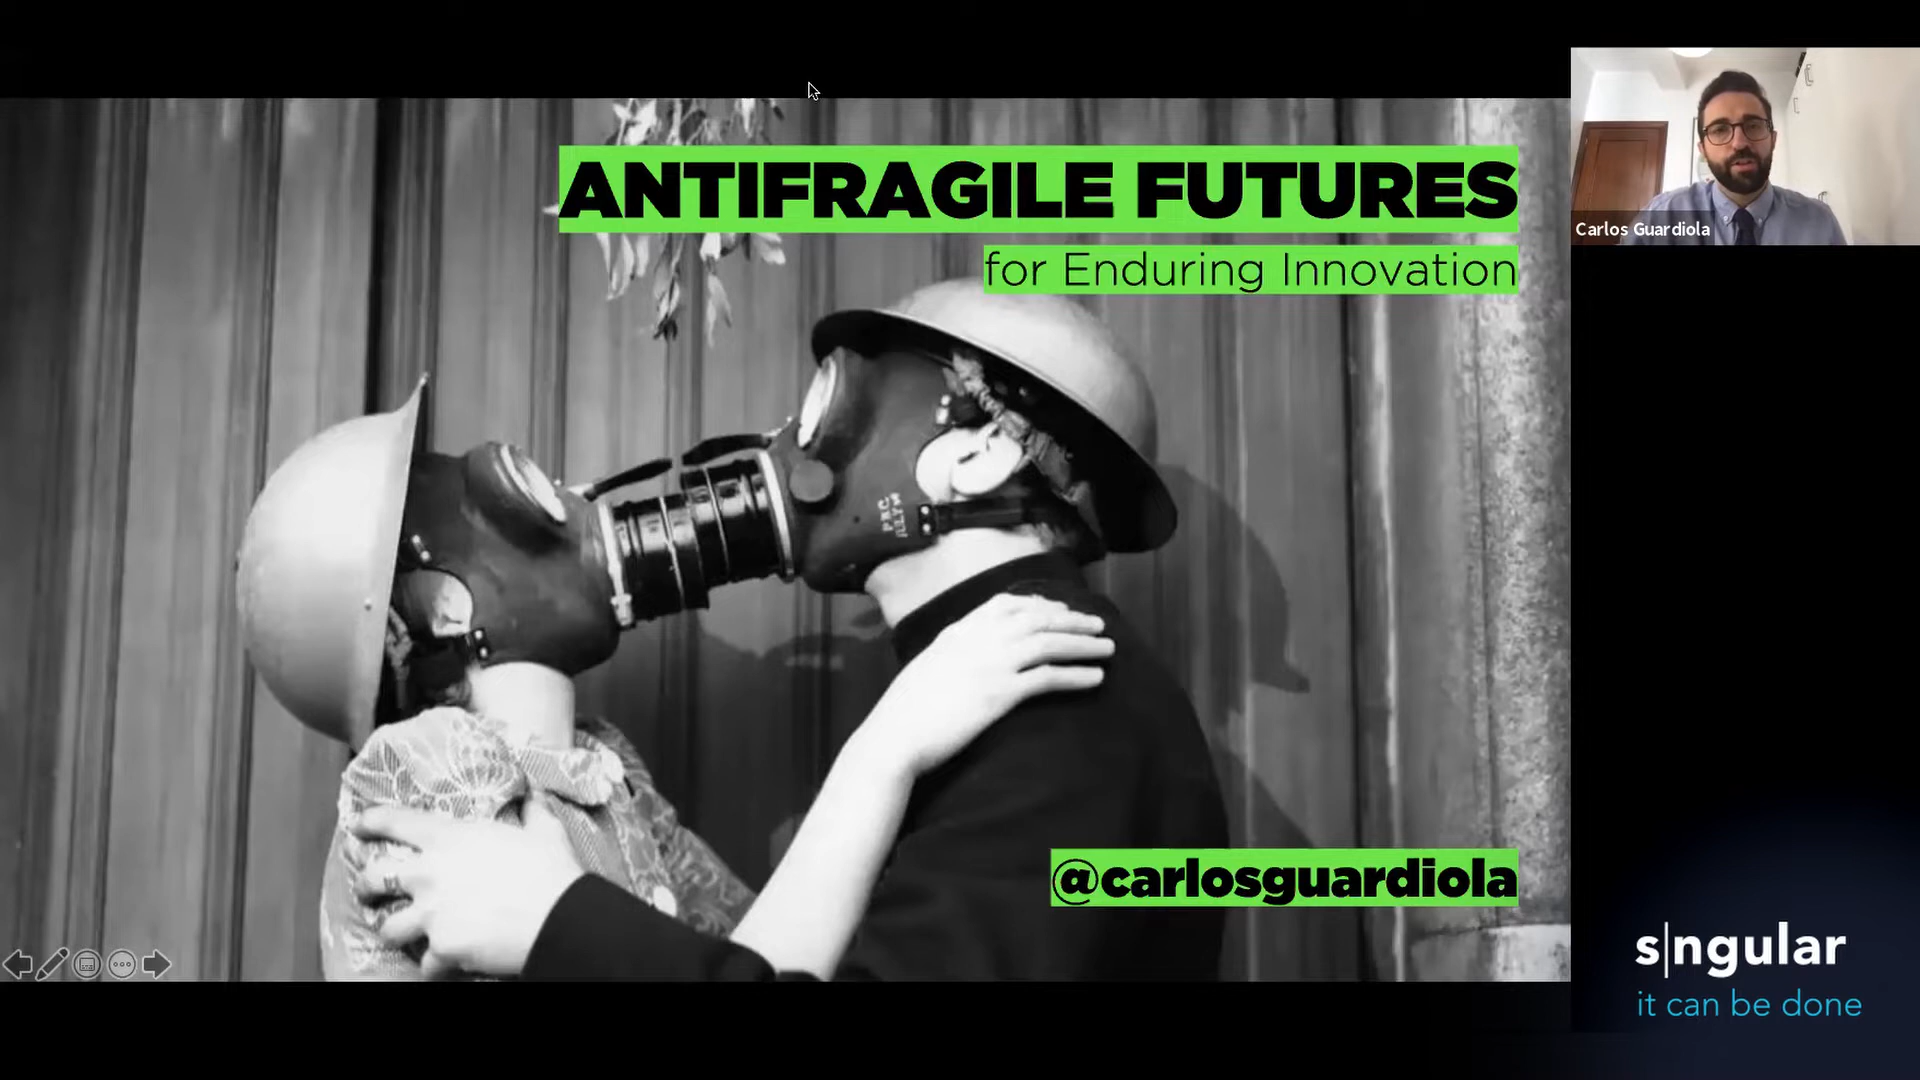 ANTIFRAGILE FUTURES
for Enduring Innovation
Carlos Guardiola
@carlosguardiola
s|ngular
it can be done